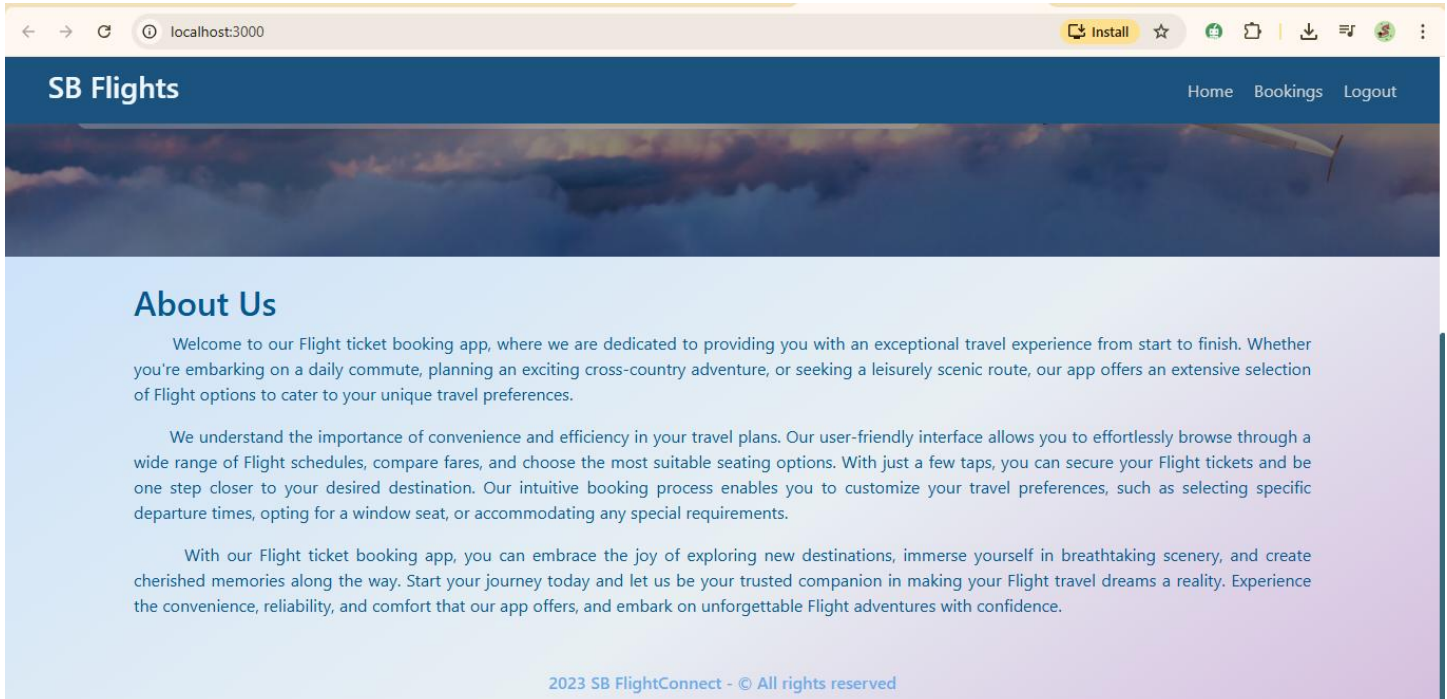 localhost:3000
Install
SB Flights
Home Bookings Logout
About Us
Welcome to our Flight ticket booking app, where we are dedicated to providing you with an exceptional travel experience from start to finish. Whether
you're embarking on a daily commute, planning an exciting cross-country adventure, or seeking a leisurely scenic route, our app offers an extensive selection
of Flight options to cater to your unique travel preferences.
We understand the importance of convenience and efficiency in your travel plans. Our user-friendly interface allows you to effortlessly browse through a
wide range of Flight schedules, compare fares, and choose the most suitable seating options. With just a few taps, you can secure your Flight tickets and be
one step closer to your desired destination. Our intuitive booking process enables you to customize your travel preferences, such as selecting specific
departure times, opting for a window seat, or accommodating any special requirements.
With our Flight ticket booking app, you can embrace the joy of exploring new destinations, immerse yourself in breathtaking scenery, and create
cherished memories along the way. Start your journey today and let us be your trusted companion in making your Flight travel dreams a reality. Experience
the convenience, reliability, and comfort that our app offers, and embark on unforgettable Flight adventures with confidence.
2023 SB FlightConnect - © All rights reserved